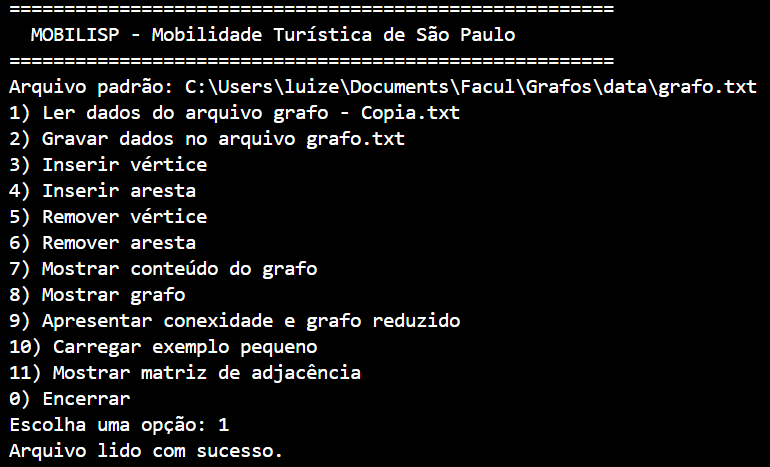 =======================================================
MOBILISP - Mobilidade Turística de São Paulo
=======================================================
Arquivo padrão: C:\Users\luize\Documents\Facul\Grafos\data\grafo.txt
1) Ler dados do arquivo grafo - Copia.txt
2) Gravar dados no arquivo grafo.txt
3) Inserir vértice
4) Inserir aresta
5) Remover vértice
6) Remover aresta
7) Mostrar conteúdo do grafo
8) Mostrar grafo
9) Apresentar conexidade e grafo reduzido
10) Carregar exemplo pequeno
11) Mostrar matriz de adjacência
0) Encerrar
Escolha uma opção: 1
Arquivo lido com sucesso.